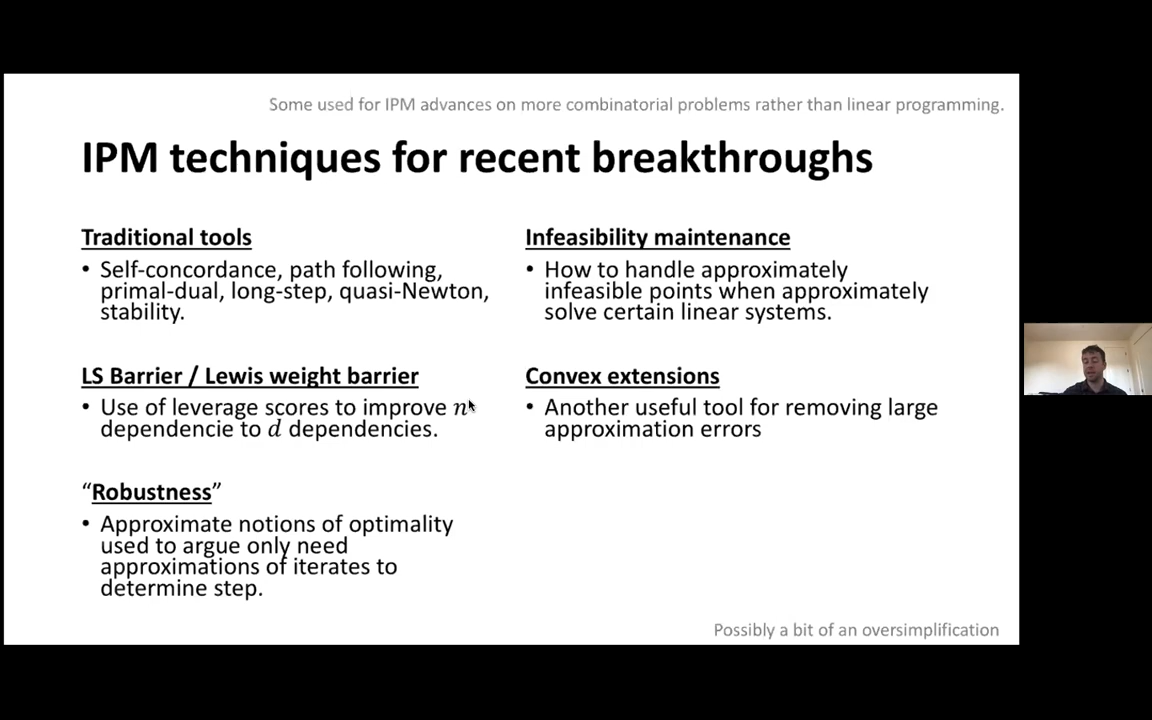 Some used for IPM advances on more combinatorial problems rather than linear programming.
IPM techniques for recent breakthroughs
Traditional tools
• Self-concordance, path following,
primal-dual, long-step, quasi-Newton,
stability.
LS Barrier / Lewis weight barrier
• Use of leverage scores to improve n
dependencie to d dependencies.
“Robustness”
• Approximate notions of optimality
used to argue only need
approximations of iterates to
determine step.
Infeasibility maintenance
• How to handle approximately
infeasible points when approximately
solve certain linear systems.
Convex extensions
• Another useful tool for removing large
approximation errors
Possibly a bit of an oversimplification